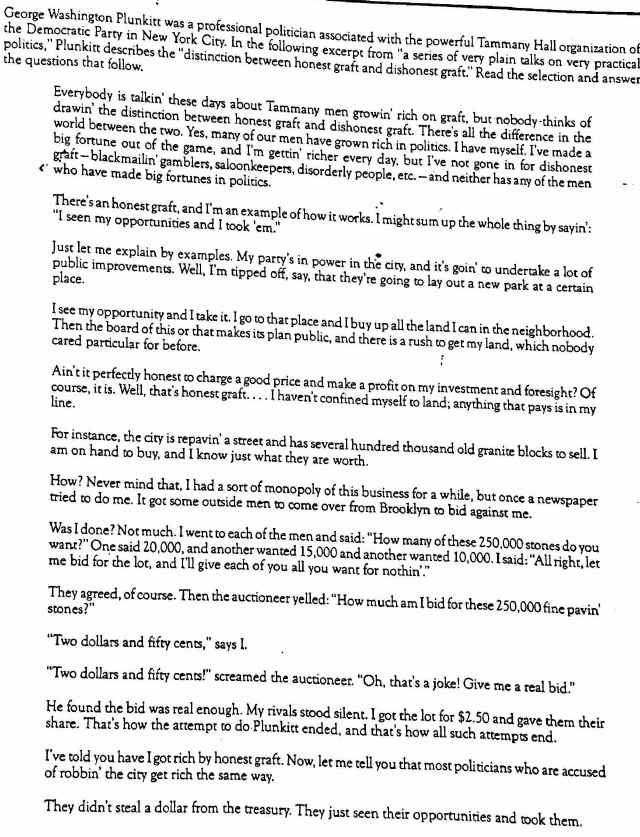 George Washington Plunkitt was a professional politician associated with the powerful Tammany Hall organization of
the Democratic Party in New York City. In the following excerpt from "a series of very plain talks on very practical
politics," Plunkitt describes the "distinction between honest graft and dishonest graft." Read the selection and answer
the questions that follow.
Everybody is talkin' these days about Tammany men growin' rich on graft, but nobody thinks of
drawin' the distinction between honest graft and dishonest graft. There's all the difference in the
world between the two. Yes, many of our men have grown rich in politics. I have myself. I've made a
big fortune out of the game, and I'm gettin' richer every day, but I've not gone in for dishonest
graft—blackmailin' gamblers, saloonkeepers, disorderly people, etc.—and neither has any of the men
who have made big fortunes in politics.
There's an honest graft, and I'm an example of how it works. I might sum up the whole thing by sayin':
"I seen my opportunities and I took 'em."
Just let me explain by examples. My party's in power in the city, and it's goin' to undertake a lot of
public improvements. Well, I'm tipped off, say, that they're going to lay out a new park at a certain
place.
I see my opportunity and I take it. I go to that place and I buy up all the land I can in the neighborhood.
Then the board of this or that makes its plan public, and there is a rush to get my land, which nobody
cared particular for before.
Ain't it perfectly honest to charge a good price and make a profit on my investment and foresight? Of
course, it is. Well, that's honest graft. . . . I haven't confined myself to land; anything that pays is in my
line.
For instance, the city is repavin' a street and has several hundred thousand old granite blocks to sell. I
am on hand to buy, and I know just what they are worth.
How? Never mind that, I had a sort of monopoly of this business for a while, but once a newspaper
tried to do me. It got some outside men to come over from Brooklyn to bid against me.
Was I done? Not much. I went to each of the men and said: "How many of these 250,000 stones do you
want?" One said 20,000, and another wanted 15,000 and another wanted 10,000. I said: "All right, let
me bid for the lot, and I'll give each of you all you want for nothin'."
They agreed, of course. Then the auctioneer yelled: "How much am I bid for these 250,000 fine pavin'
stones?"
"Two dollars and fifty cents," says I.
"Two dollars and fifty cents!" screamed the auctioneer. "Oh, that's a joke! Give me a real bid."
He found the bid was real enough. My rivals stood silent. I got the lot for $2.50 and gave them their
share. That's how the attempt to do Plunkitt ended, and that's how all such attempts end.
I've told you have I got rich by honest graft. Now, let me tell you that most politicians who are accused
of robbin' the city get rich the same way.
They didn't steal a dollar from the treasury. They just seen their opportunities and took them.